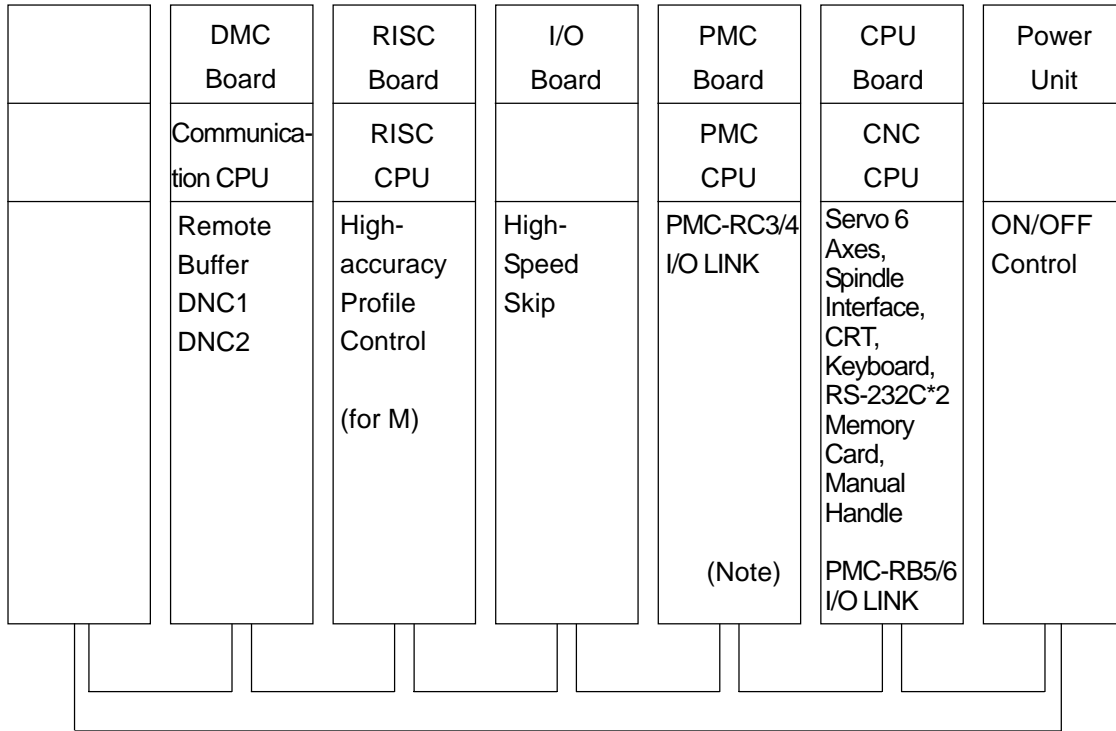 DMC
Board
Communica-
tion CPU
Remote
Buffer
DNC1
DNC2
RISC
Board
RISC
CPU
High-
accuracy
Profile
Control
(for M)
I/O
Board
High-
Speed
Skip
PMC
Board
PMC
CPU
PMC-RC3/4
I/O LINK
(Note)
CPU
Board
CNC
CPU
Servo 6
Axes,
Spindle
Interface,
CRT,
Keyboard,
RS-232C*2
Memory
Card,
Manual
Handle
PMC-RB5/6
I/O LINK
Power
Unit
ON/OFF
Control